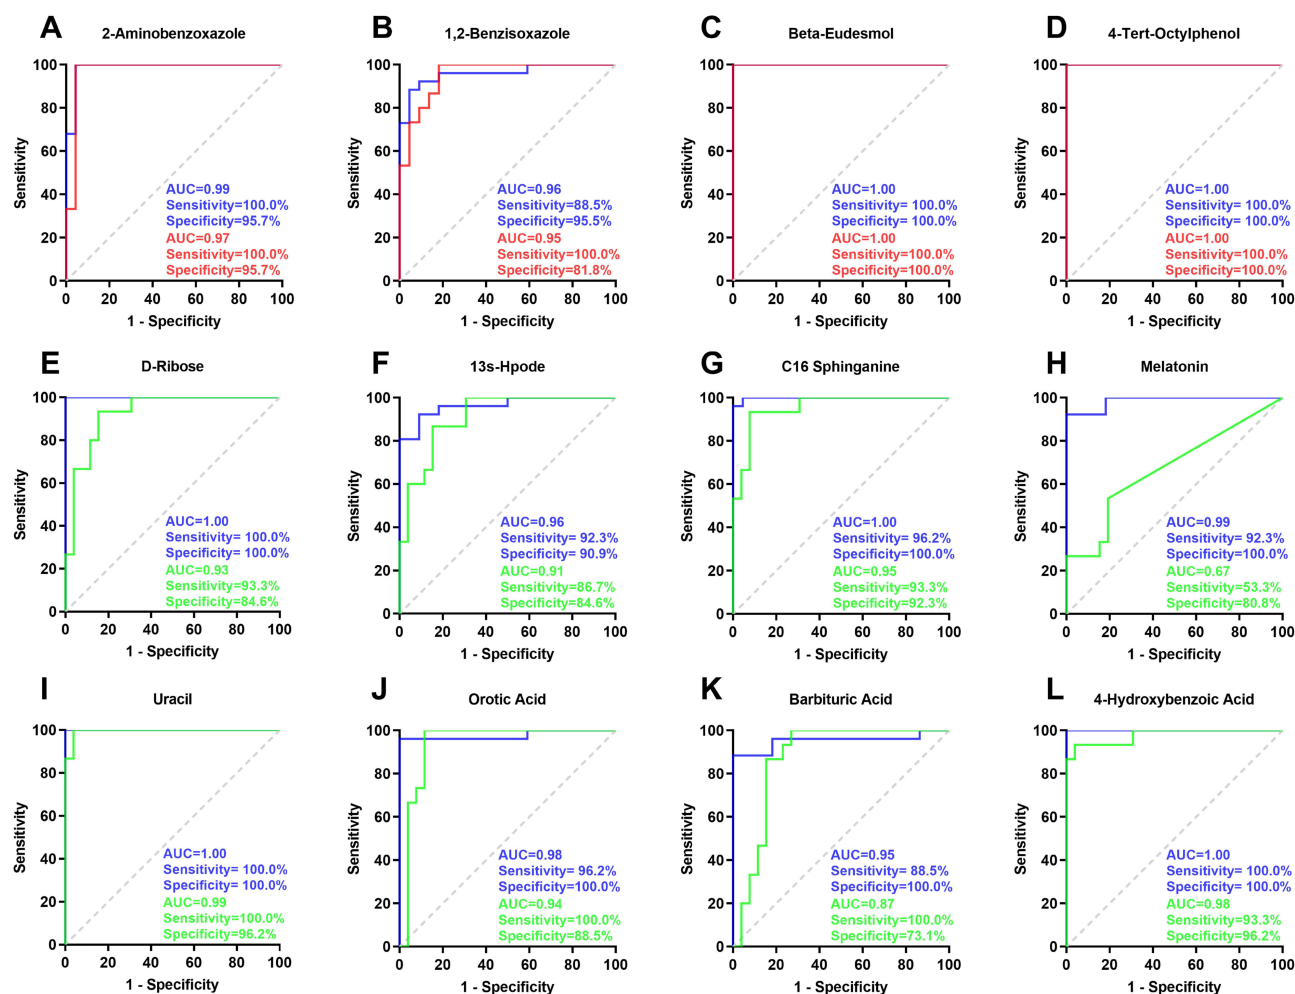 A
2-Aminobenzoxazole
100
80
60
40
20
0
Sensitivity
AUC=0.99
Sensitivity=100.0%
Specificity=95.7%
AUC=0.97
Sensitivity=100.0%
Specificity=95.7%
0 20 40 60 80 100
1 - Specificity
B
1,2-Benzisoxazole
100
80
60
40
20
0
Sensitivity
AUC=0.96
Sensitivity=88.5%
Specificity=95.5%
AUC=0.95
Sensitivity=100.0%
Specificity=81.8%
0 20 40 60 80 100
1 - Specificity
C
Beta-Eudesmol
100
80
60
40
20
0
Sensitivity
AUC=1.00
Sensitivity= 100.0%
Specificity= 100.0%
AUC=1.00
Sensitivity=100.0%
Specificity=100.0%
0 20 40 60 80 100
1 - Specificity
D
4-Tert-Octylphenol
100
80
60
40
20
0
Sensitivity
AUC=1.00
Sensitivity= 100.0%
Specificity= 100.0%
AUC=1.00
Sensitivity=100.0%
Specificity=100.0%
0 20 40 60 80 100
1 - Specificity
E
D-Ribose
100
80
60
40
20
0
Sensitivity
AUC=1.00
Sensitivity= 100.0%
Specificity= 100.0%
AUC=0.93
Sensitivity=93.3%
Specificity=84.6%
0 20 40 60 80 100
1 - Specificity
F
13s-Hpode
100
80
60
40
20
0
Sensitivity
AUC=0.96
Sensitivity= 92.3%
Specificity= 90.9%
AUC=0.91
Sensitivity=86.7%
Specificity=84.6%
0 20 40 60 80 100
1 - Specificity
G
C16 Sphinganine
100
80
60
40
20
0
Sensitivity
AUC=1.00
Sensitivity= 96.2%
Specificity=100.0%
AUC=0.95
Sensitivity=93.3%
Specificity=92.3%
0 20 40 60 80 100
1 - Specificity
H
Melatonin
100
80
60
40
20
0
Sensitivity
AUC=0.99
Sensitivity= 92.3%
Specificity=100.0%
AUC=0.67
Sensitivity=53.3%
Specificity=80.8%
0 20 40 60 80 100
1 - Specificity
I
Uracil
100
80
60
40
20
0
Sensitivity
AUC=1.00
Sensitivity= 100.0%
Specificity= 100.0%
AUC=0.99
Sensitivity=100.0%
Specificity=96.2%
0 20 40 60 80 100
1 - Specificity
J
Orotic Acid
100
80
60
40
20
0
Sensitivity
AUC=0.98
Sensitivity= 96.2%
Specificity=100.0%
AUC=0.94
Sensitivity=100.0%
Specificity=88.5%
0 20 40 60 80 100
1 - Specificity
K
Barbituric Acid
100
80
60
40
20
0
Sensitivity
AUC=0.95
Sensitivity= 88.5%
Specificity=100.0%
AUC=0.87
Sensitivity=100.0%
Specificity=73.1%
0 20 40 60 80 100
1 - Specificity
L
4-Hydroxybenzoic Acid
100
80
60
40
20
0
Sensitivity
AUC=1.00
Sensitivity= 100.0%
Specificity= 100.0%
AUC=0.98
Sensitivity=93.3%
Specificity=96.2%
0 20 40 60 80 100
1 - Specificity